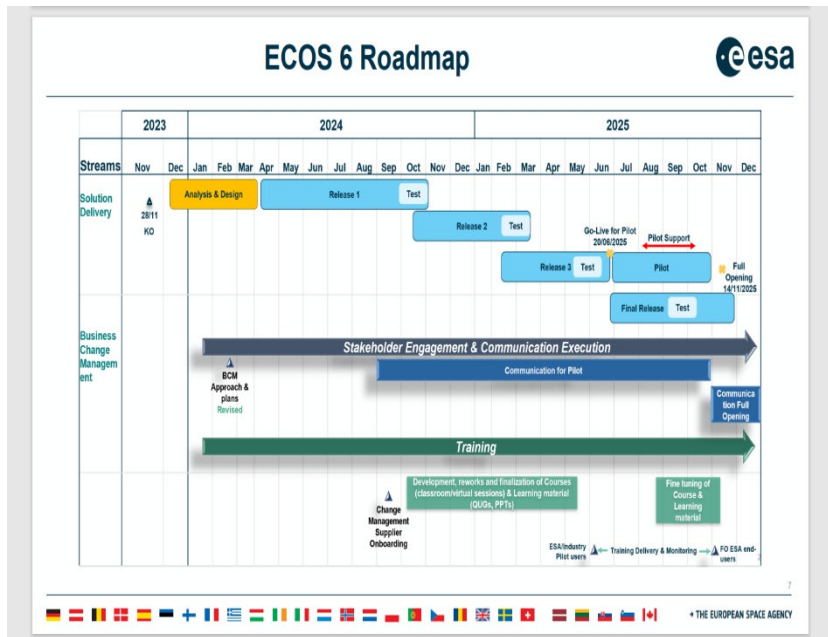 ECOS 6 Roadmap
esa
2023
2024
2025
Streams
Nov Dec Jan Feb Mar Apr May Jun Jul Aug Sep Oct Nov Dec Jan Feb Mar Apr May Jun Jul Aug Sep Oct Nov Dec
Solution
Delivery
28/11
KO
Analysis & Design
Release 1
Test
Release 2
Test
Go-Live for Pilot
20/06/2025
Pilot Support
Release 3
Test
Pilot
Full
Opening
14/11/2025
Final Release
Test
Business
Change
Managem
ent
Stakeholder Engagement & Communication Execution
BCM
Approach &
plans
Revised
Communication for Pilot
Communica
tion Full
Opening
Training
Change
Management
Supplier
Onboarding
Development, reworks and finalization of Courses
(classroom/virtual sessions) & Learning material
(QUGs, PPTs)
Fine tuning of
Course &
Learning
material
ESA/Industry
Pilot users
Training Delivery & Monitoring
FO ESA end-
users
7
→ THE EUROPEAN SPACE AGENCY